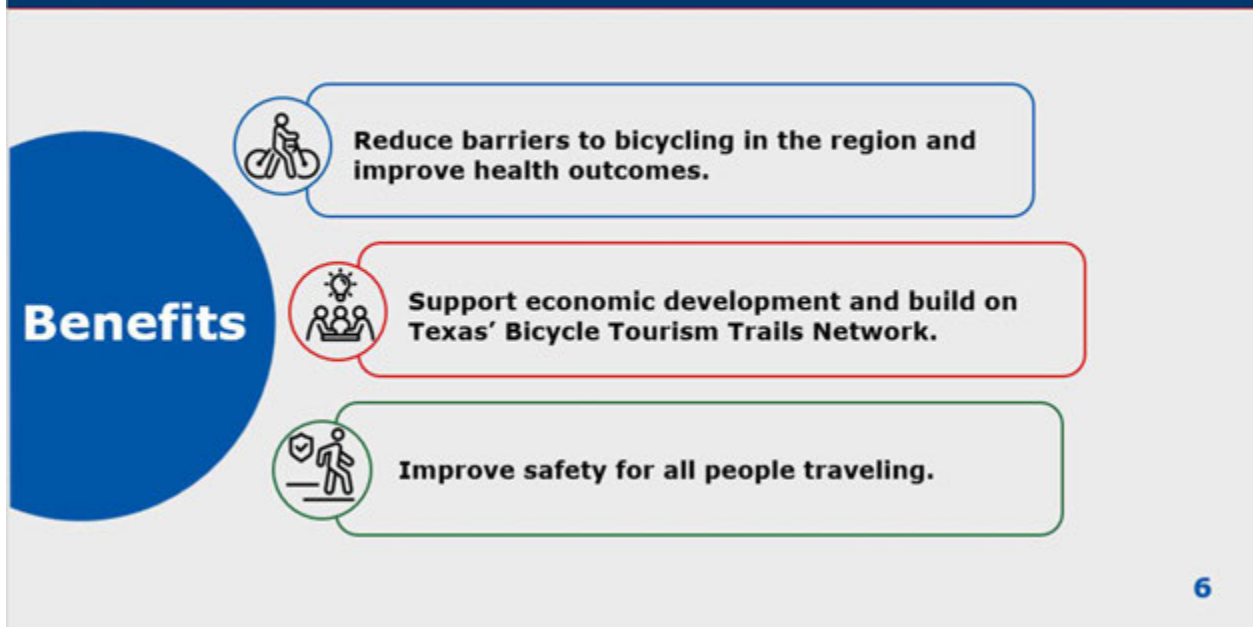 Benefits
Reduce barriers to bicycling in the region and
improve health outcomes.
Support economic development and build on
Texas’ Bicycle Tourism Trails Network.
Improve safety for all people traveling.
6